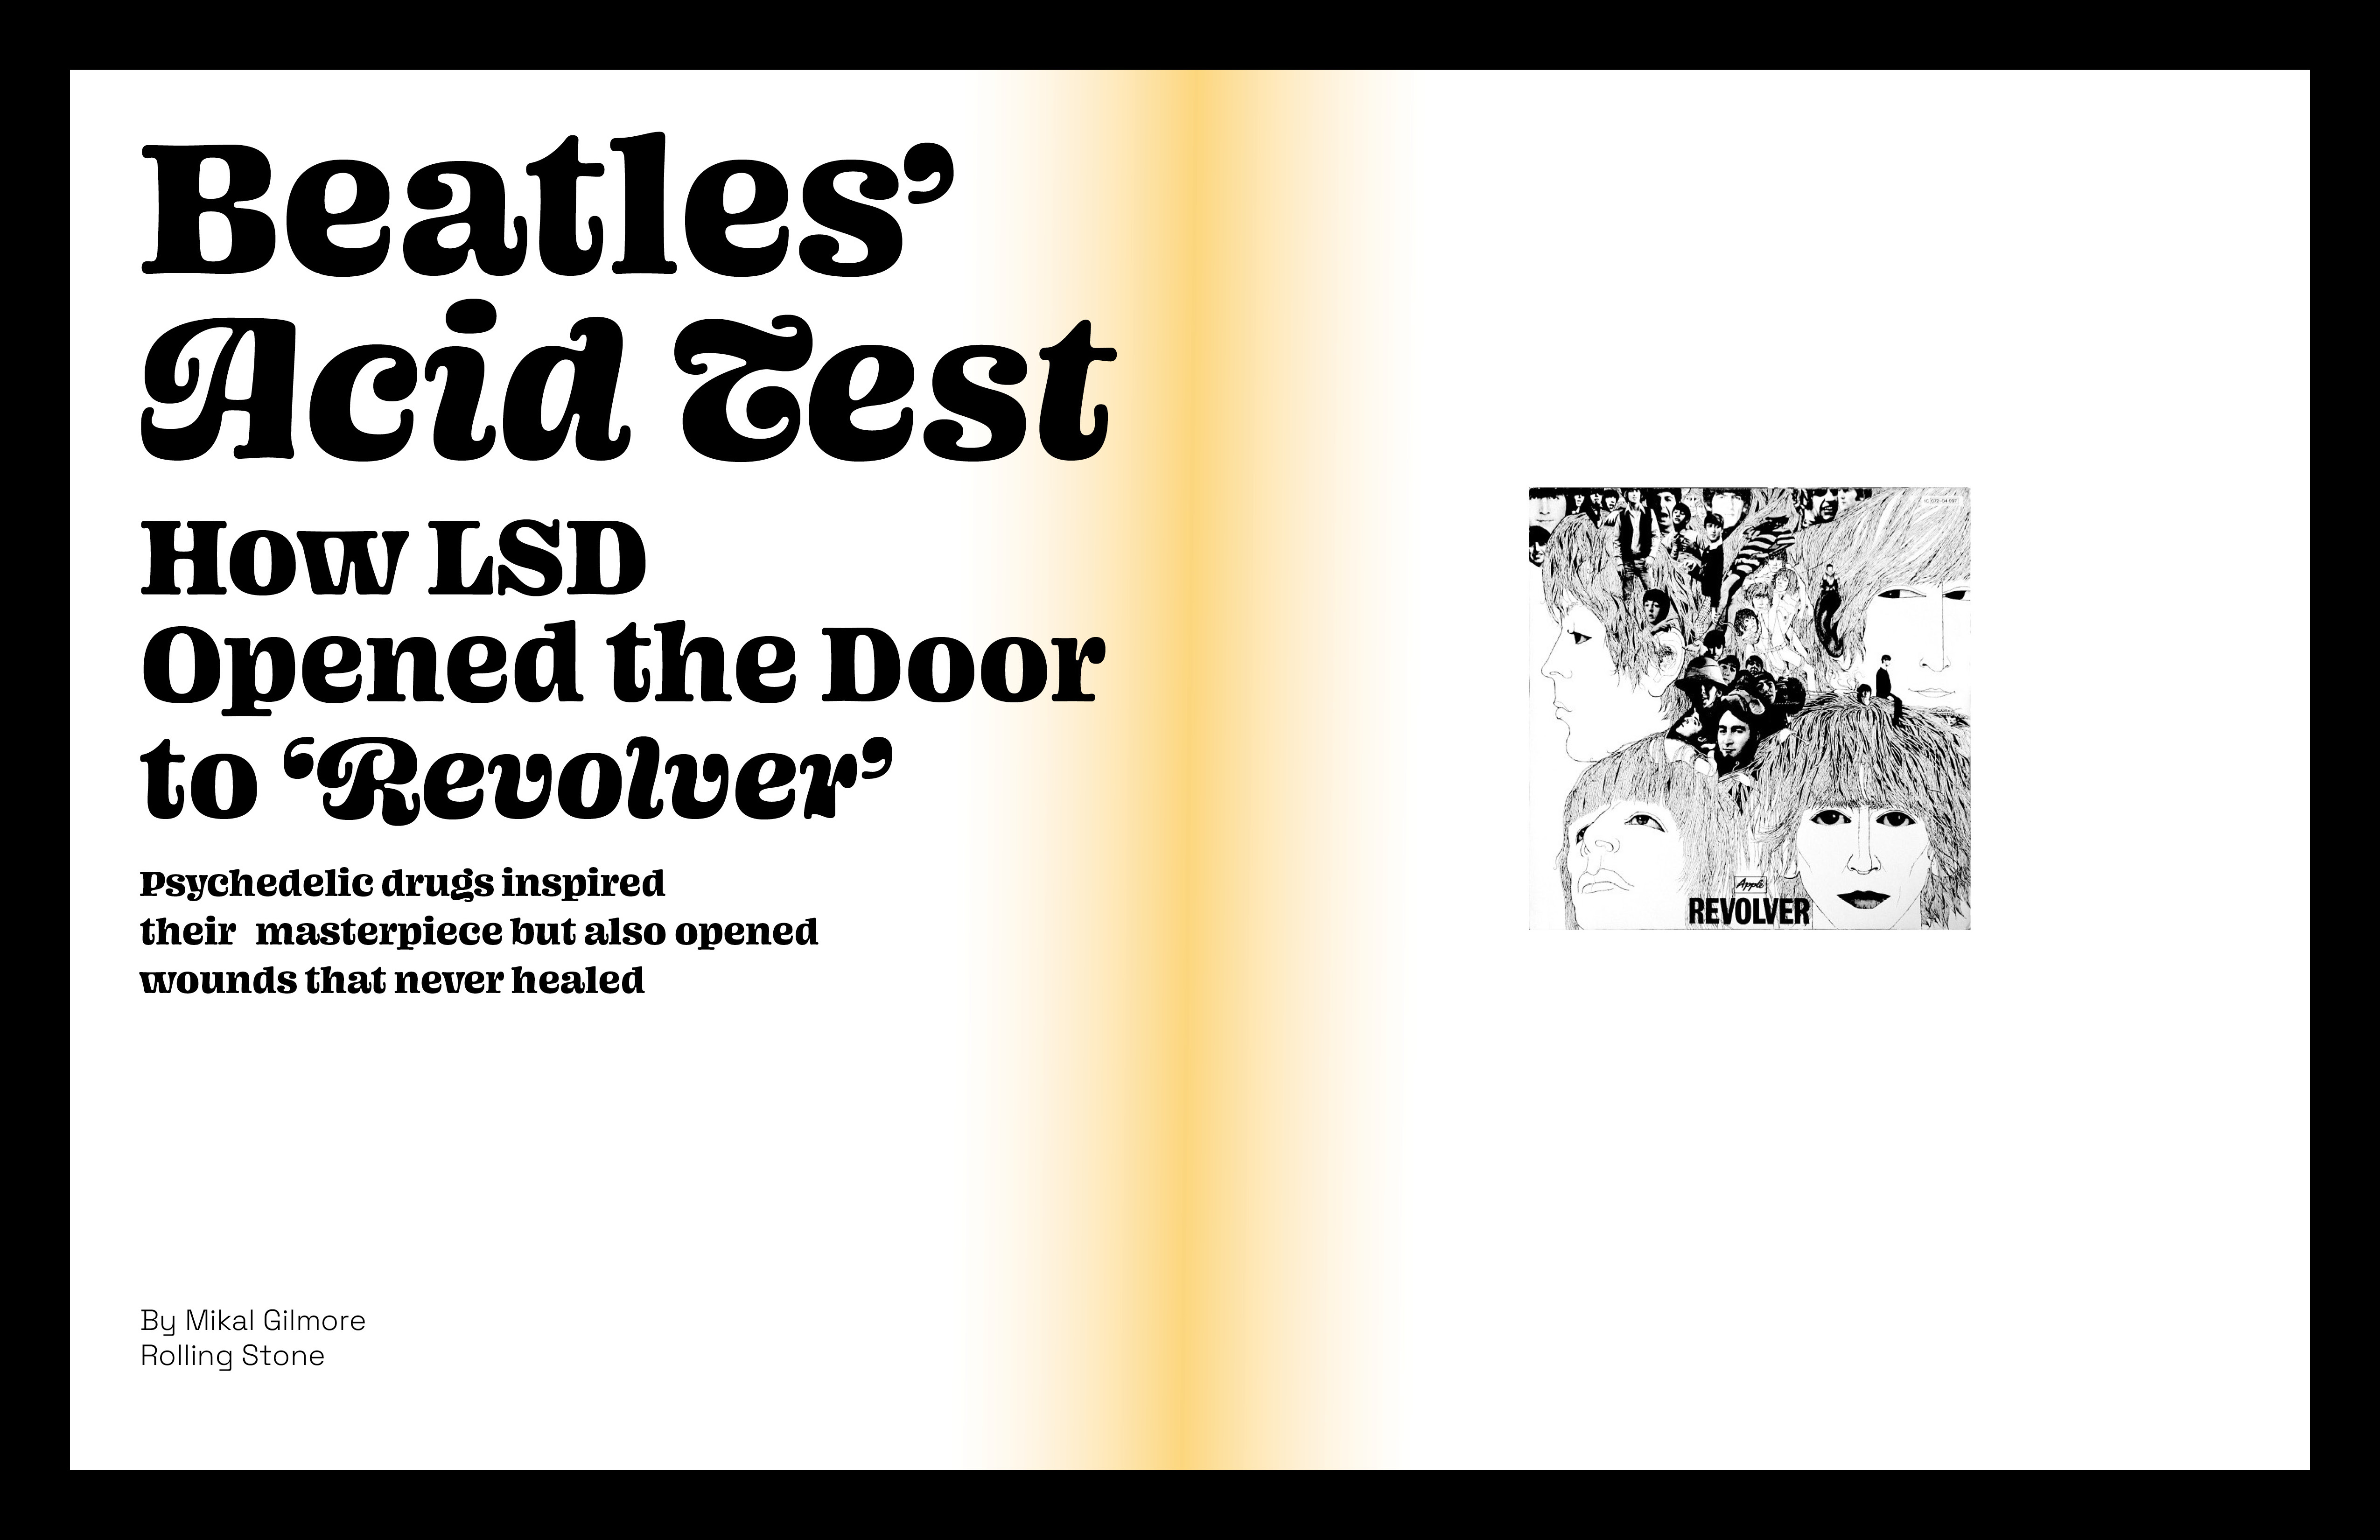 Beatles’
Acid Test
How LSD
Opened the Door
to ‘Revolver’
Psychedelic drugs inspired
their   masterpiece but also opened
wounds that never healed
By Mikal Gilmore
Rolling Stone
Apple
REVOLVER